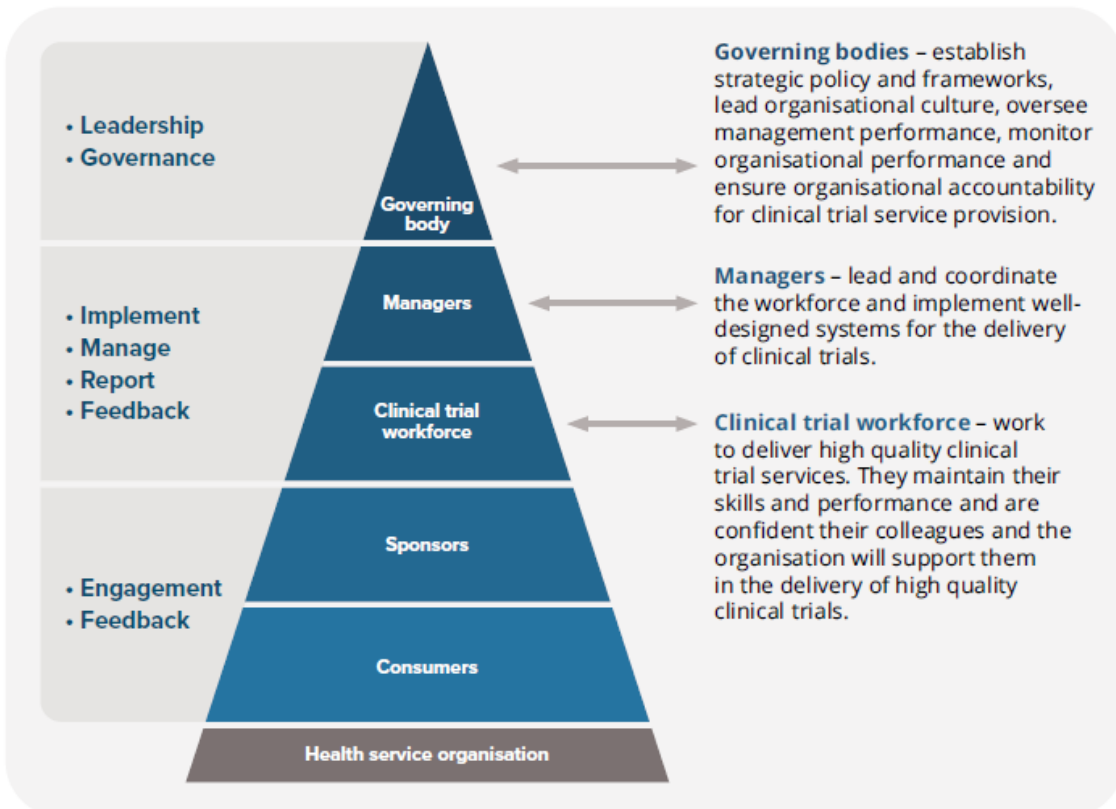 • Leadership
• Governance
• Implement
• Manage
• Report
• Feedback
• Engagement
• Feedback
Governing
body
Managers
Clinical trial
workforce
Sponsors
Consumers
Health service organisation
Governing bodies – establish
strategic policy and frameworks,
lead organisational culture, oversee
management performance, monitor
organisational performance and
ensure organisational accountability
for clinical trial service provision.
Managers – lead and coordinate
the workforce and implement well-
designed systems for the delivery
of clinical trials.
Clinical trial workforce – work
to deliver high quality clinical
trial services. They maintain their
skills and performance and are
confident their colleagues and the
organisation will support them
in the delivery of high quality
clinical trials.